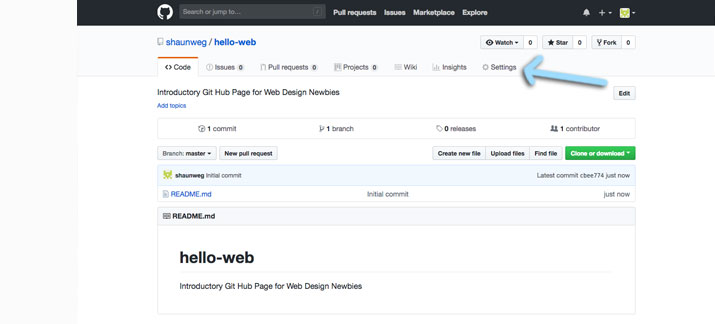 Search or jump to... / Pull requests Issues Marketplace Explore
shaunweg / hello-web Watch 0 Star 0 Fork 0
Code Issues 0 Pull requests 0 Projects 0 Wiki Insights Settings
Introductory Git Hub Page for Web Design Newbies Edit
Add topics
1 commit 1 branch 0 releases 1 contributor
Branch: master New pull request Create new file Upload files Find file Clone or download
shaunweg Initial commit Latest commit cbee774 just now
README.md Initial commit just now
README.md
hello-web
Introductory Git Hub Page for Web Design Newbies